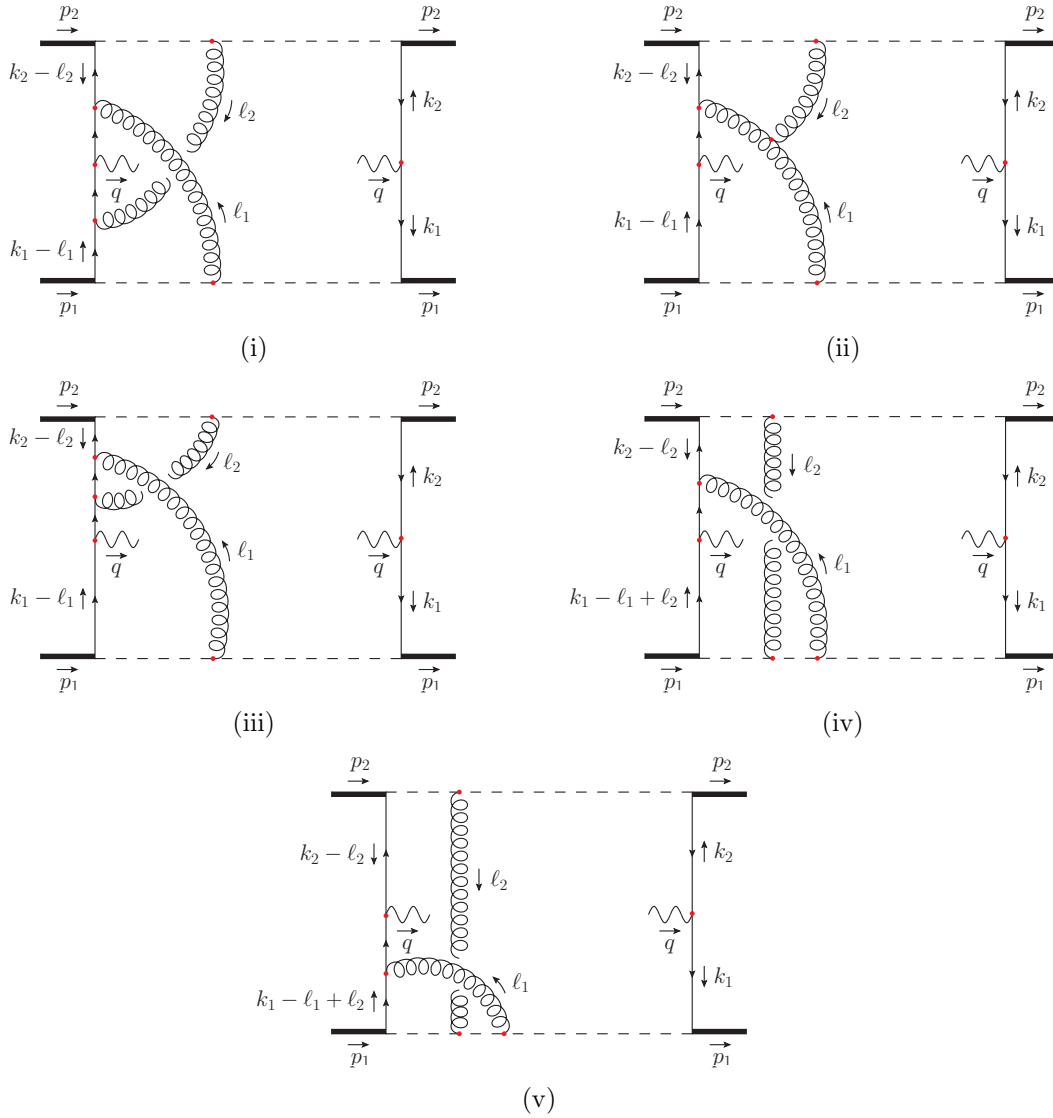 p₂ p₂ p₂ p₂
k₂ − ℓ₂ ℓ₂ k₂ k₂ − ℓ₂ ℓ₂ k₂
q q q q
k₁ − ℓ₁ ℓ₁ k₁ k₁ − ℓ₁ ℓ₁ k₁
p₁ p₁ p₁ p₁
(i) (ii)
p₂ p₂ p₂ p₂
k₂ − ℓ₂ ℓ₂ k₂ k₂ − ℓ₂ ℓ₂ k₂
q ℓ₁ q q ℓ₁ q
k₁ − ℓ₁ k₁ k₁ − ℓ₁ + ℓ₂ k₁
p₁ p₁ p₁ p₁
(iii) (iv)
p₂ p₂
k₂ − ℓ₂ ℓ₂ k₂
q q
k₁ − ℓ₁ + ℓ₂ ℓ₁ k₁
p₁ p₁
(v)